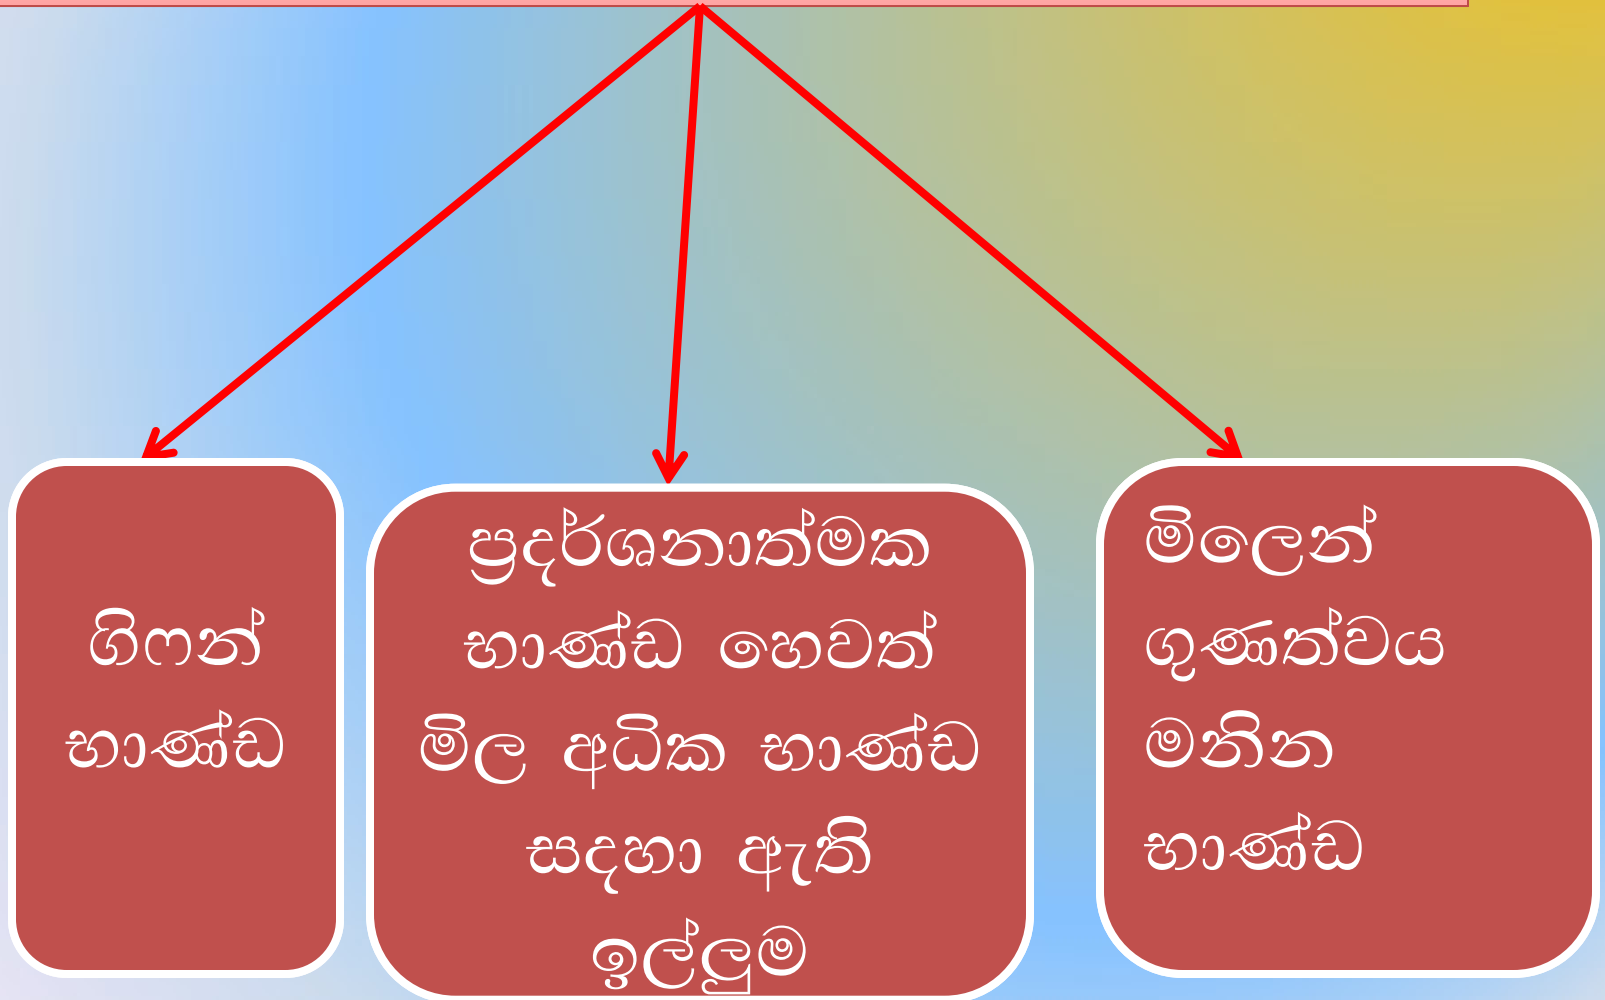 ගිෆන්
භාණ්ඩ
ප්‍රදර්ශනාත්මක
භාණ්ඩ හෙවත්
මිල අධික භාණ්ඩ
සදහා ඇති
ඉල්ලුම
මිලෙන්
ගුණත්වය
මනින
භාණ්ඩ